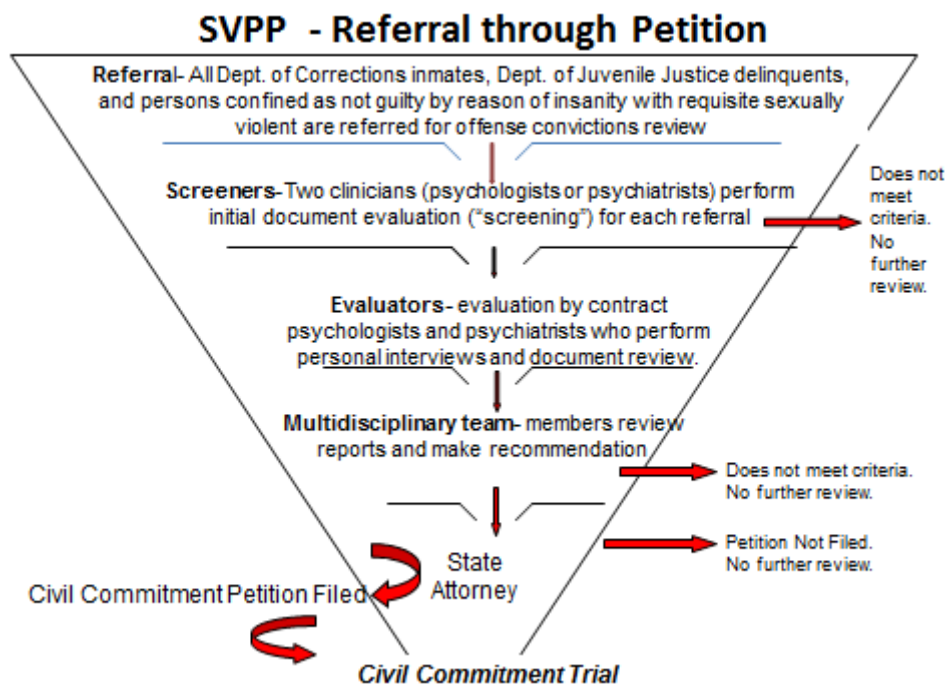 SVPP - Referral through Petition
Referral- All Dept. of Corrections inmates, Dept. of Juvenile Justice delinquents,
and persons confined as not guilty by reason of insanity with requisite sexually
violent are referred for offense convictions review
Screeners- Two clinicians (psychologists or psychiatrists) perform
initial document evaluation (“screening”) for each referral
Does not
meet
criteria.
No
further
review.
Evaluators- evaluation by contract
psychologists and psychiatrists who perform
personal interviews and document review.
Multidisciplinary team- members review
reports and make recommendation
Does not meet criteria.
No further review.
Petition Not Filed.
No further review.
State
Attorney
Civil Commitment Petition Filed
Civil Commitment Trial